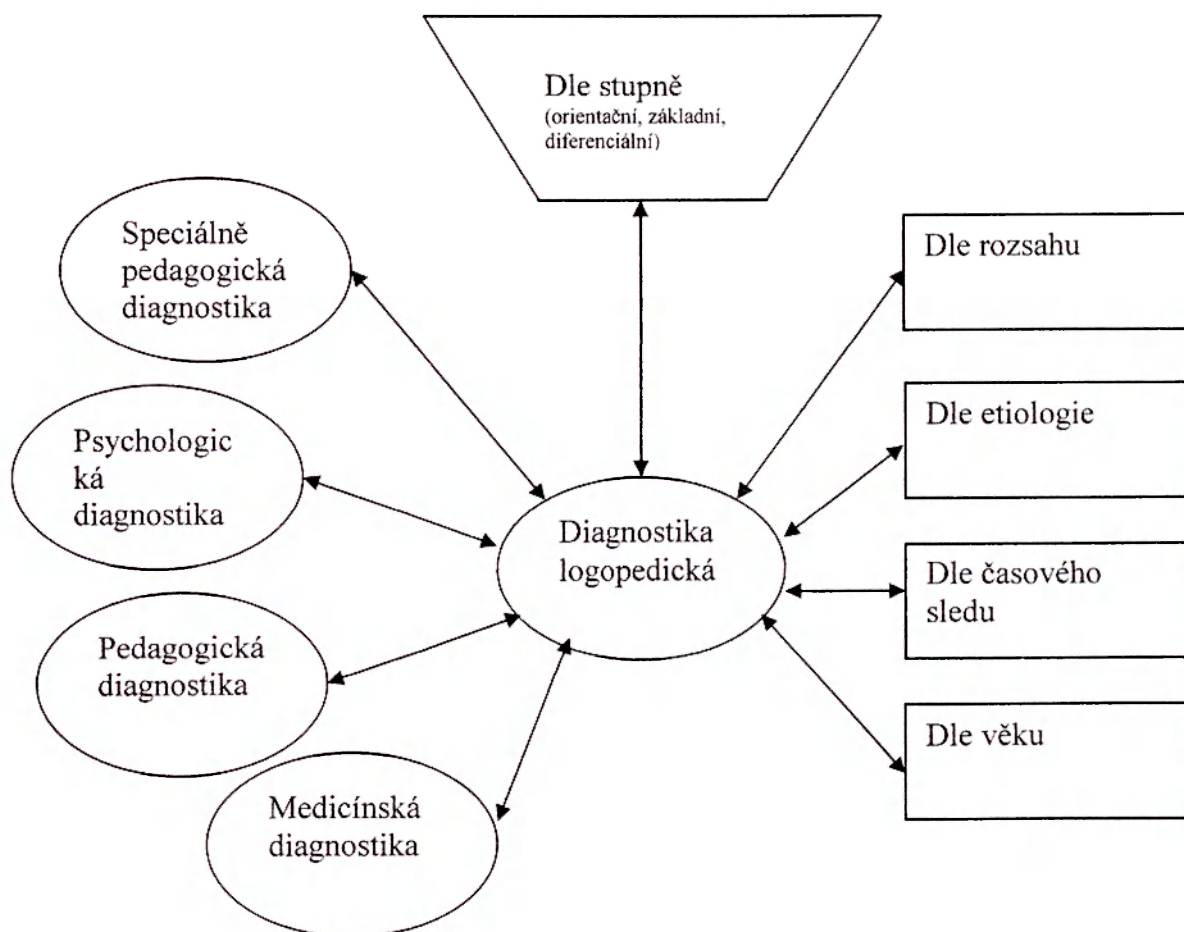 Dle stupně
(orientační, základní,
diferenciální)
Speciálně
pedagogická
diagnostika
Psychologic
ká
diagnostika
Pedagogická
diagnostika
Medicínská
diagnostika
Diagnostika
logopedická
Dle rozsahu
Dle etiologie
Dle časového
sledu
Dle věku